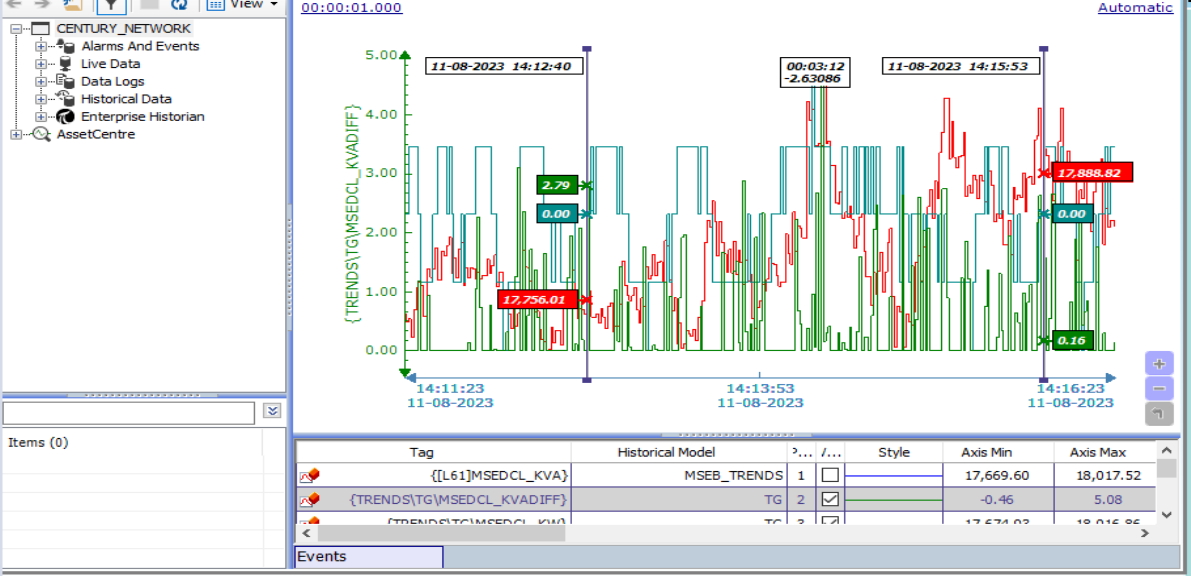 View
00:00:01.000
Automatic
CENTURY_NETWORK
Alarms And Events
Live Data
Data Logs
Historical Data
Enterprise Historian
AssetCentre
Items (0)
{TRENDS\TG\MSEDCL_KVADIFF}
5.00
4.00
3.00
2.00
1.00
0.00
11-08-2023 14:12:40
00:03:12
-2.63086
11-08-2023 14:15:53
2.79
0.00
17,756.01
17,888.82
0.00
0.16
14:11:23
11-08-2023
14:13:53
11-08-2023
14:16:23
11-08-2023
Tag Historical Model P... /... Style Axis Min Axis Max
{[L61]MSEDCL_KVA} MSEB_TRENDS 1 17,669.60 18,017.52
{TRENDS\TG\MSEDCL_KVADIFF} TG 2 -0.46 5.08
{TRENDS\TG\MSEDCL_KW} TG 3 17,674.03 18,016.86
Events